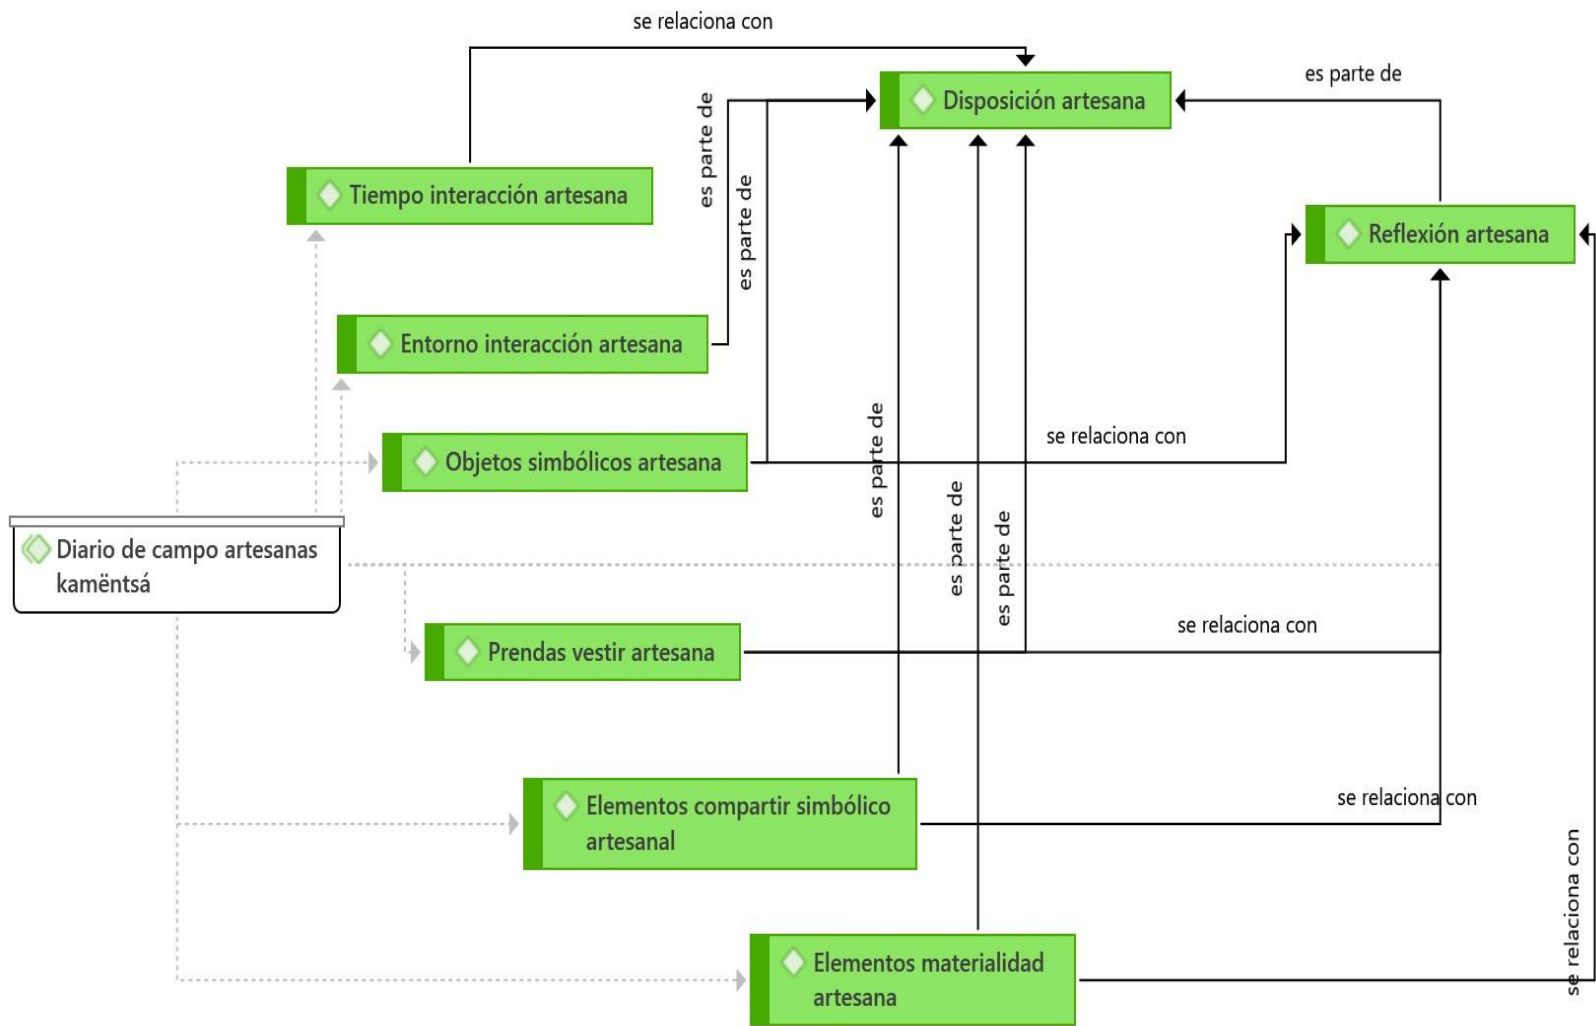 se relaciona con
Disposición artesana
es parte de
es parte de
es parte de
Tiempo interacción artesana
Reflexión artesana
Entorno interacción artesana
Objetos simbólicos artesana
se relaciona con
es parte de
es parte de
es parte de
Diario de campo artesanas
kamëntsá
Prendas vestir artesana
se relaciona con
Elementos compartir simbólico
artesanal
se relaciona con
se relaciona con
Elementos materialidad
artesana